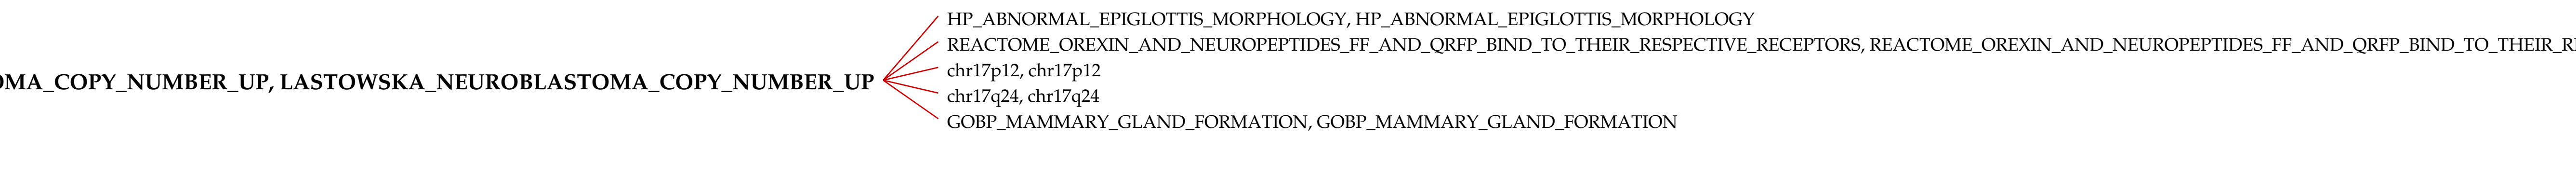 HP_ABNORMAL_EPIGLOTTIS_MORPHOLOGY, HP_ABNORMAL_EPIGLOTTIS_MORPHOLOGY
REACTOME_OREXIN_AND_NEUROPEPTIDES_FF_AND_QRFP_BIND_TO_THEIR_RESPECTIVE_RECEPTORS, REACTOME_OREXIN_AND_NEUROPEPTIDES_FF_AND_QRFP_BIND_TO_THEIR_R
chr17p12, chr17p12
OMA_COPY_NUMBER_UP, LASTOWSKA_NEUROBLASTOMA_COPY_NUMBER_UP
chr17q24, chr17q24
GOBP_MAMMARY_GLAND_FORMATION, GOBP_MAMMARY_GLAND_FORMATION